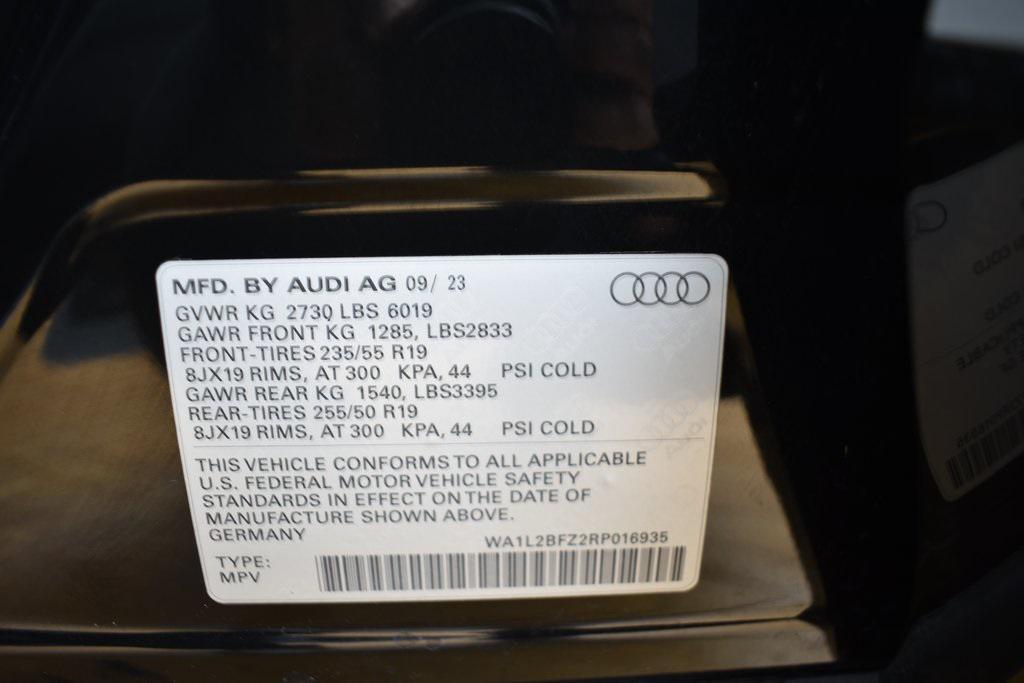 MFD. BY AUDI AG 09/ 23
GVWR KG 2730 LBS 6019
GAWR FRONT KG 1285, LBS2833
FRONT-TIRES 235/55 R19
8JX19 RIMS, AT 300 KPA, 44 PSI COLD
GAWR REAR KG 1540, LBS3395
REAR-TIRES 255/50 R19
8JX19 RIMS, AT 300 KPA, 44 PSI COLD
THIS VEHICLE CONFORMS TO ALL APPLICABLE
U.S. FEDERAL MOTOR VEHICLE SAFETY
STANDARDS IN EFFECT ON THE DATE OF
MANUFACTURE SHOWN ABOVE.
GERMANY
WA1L2BFZ2RP016935
TYPE:
MPV